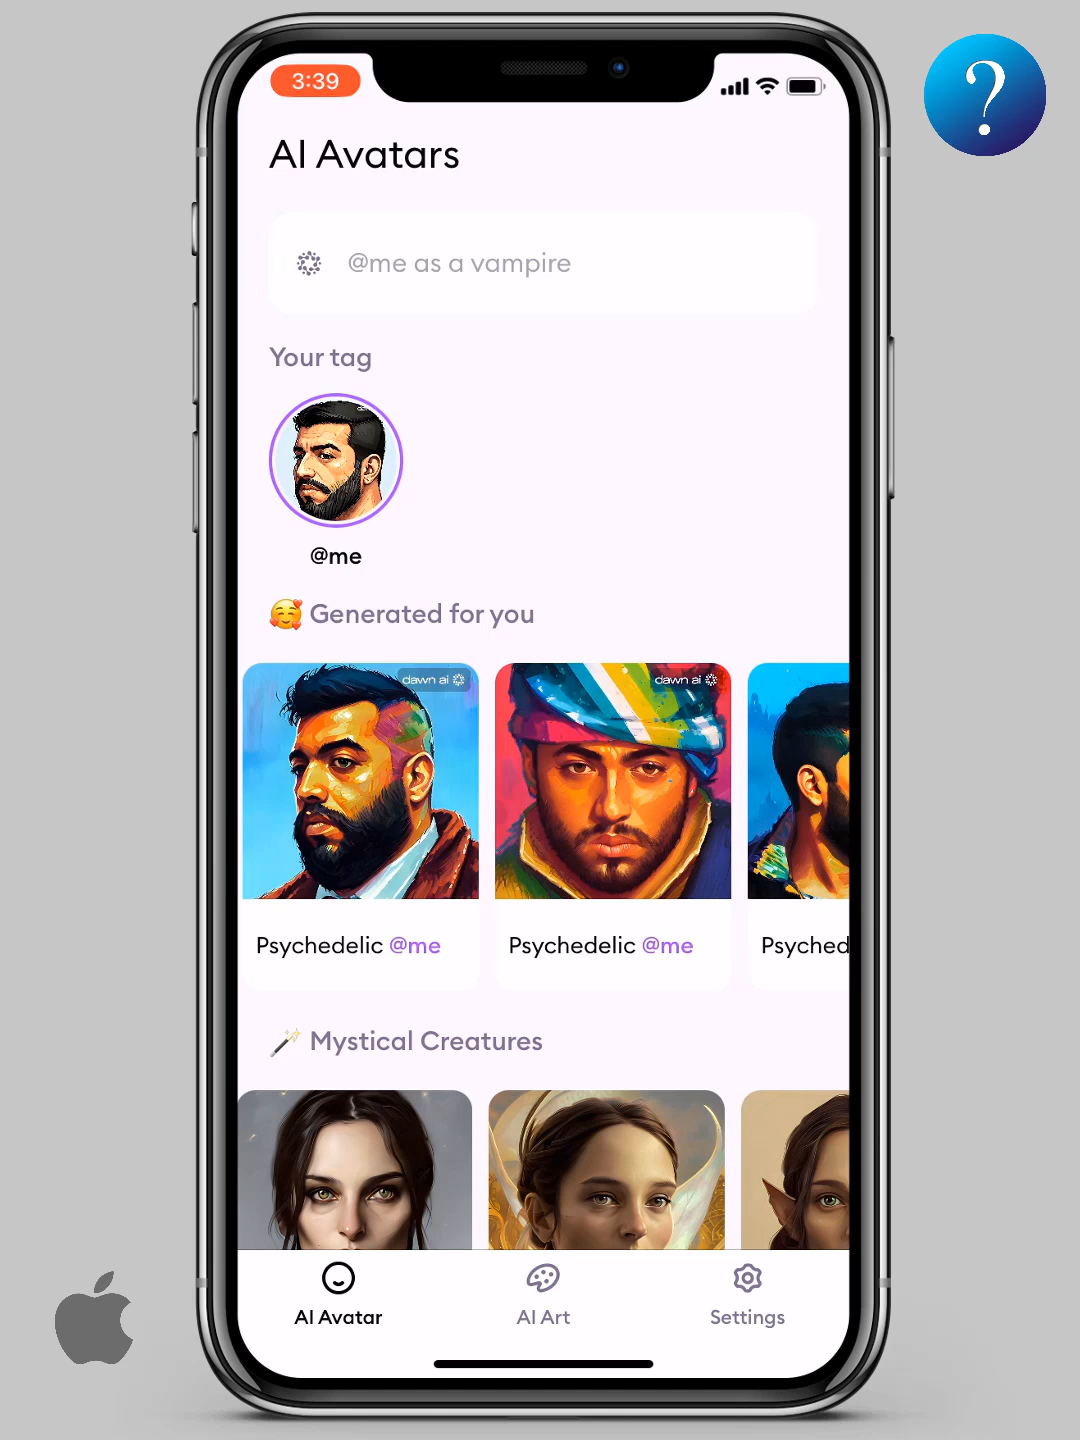 3:39
?
AI Avatars
@me as a vampire
Your tag
@me
🥰 Generated for you
dawn ai
dawn ai
Psychedelic @me
Psychedelic @me
Psyched
🪄 Mystical Creatures
AI Avatar
AI Art
Settings